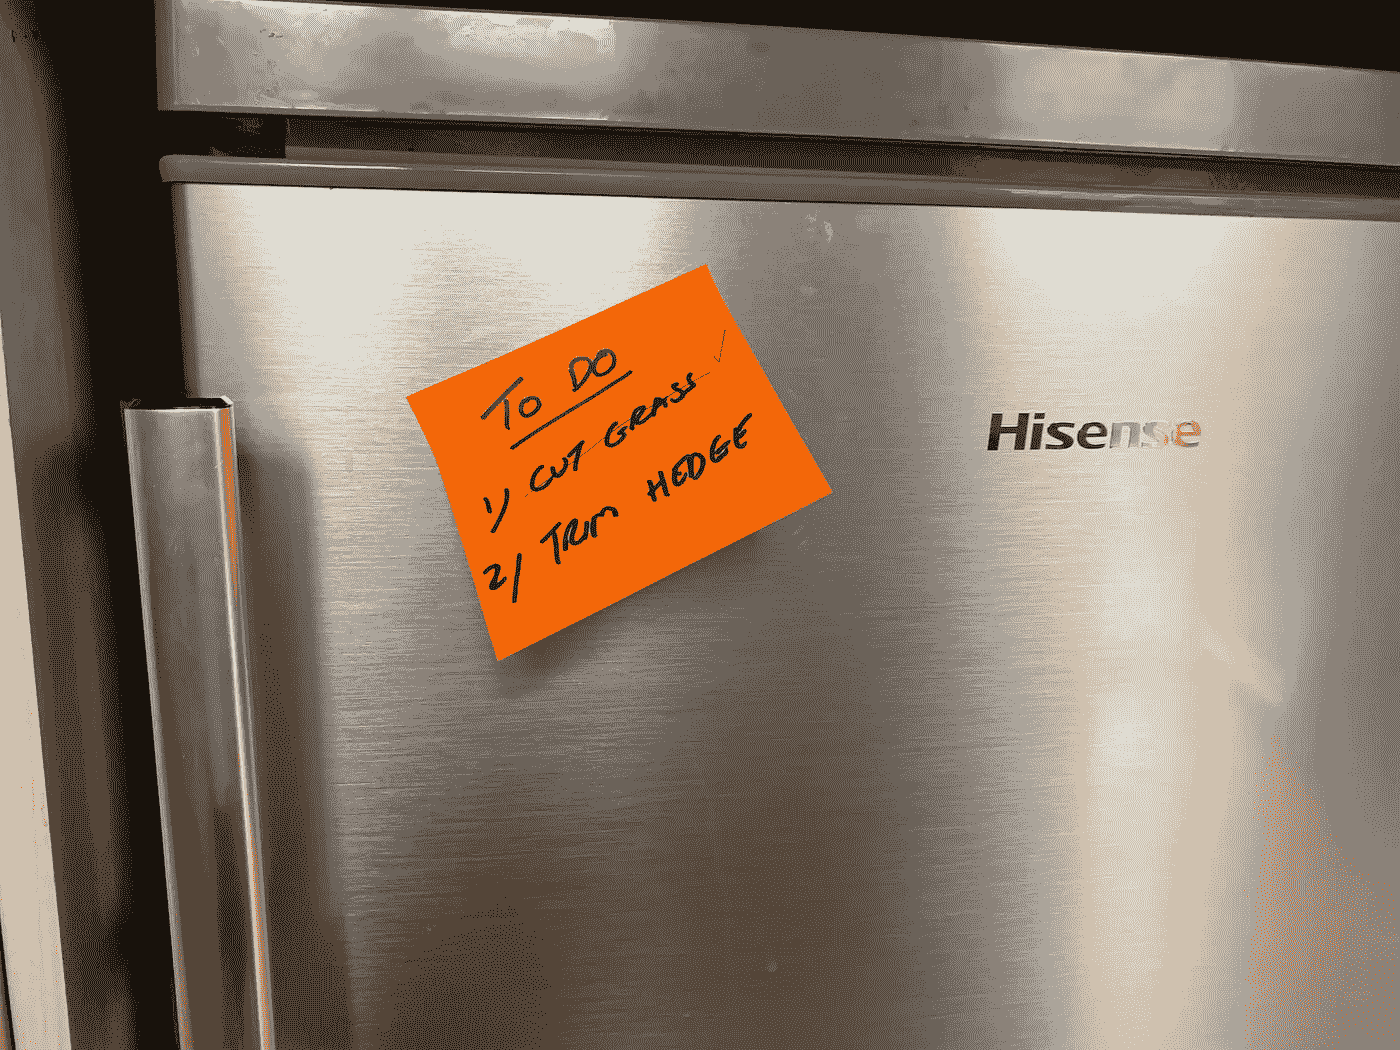 TO DO
1/ CUT GRASS ✓
2/ TRIM HEDGE
Hisense